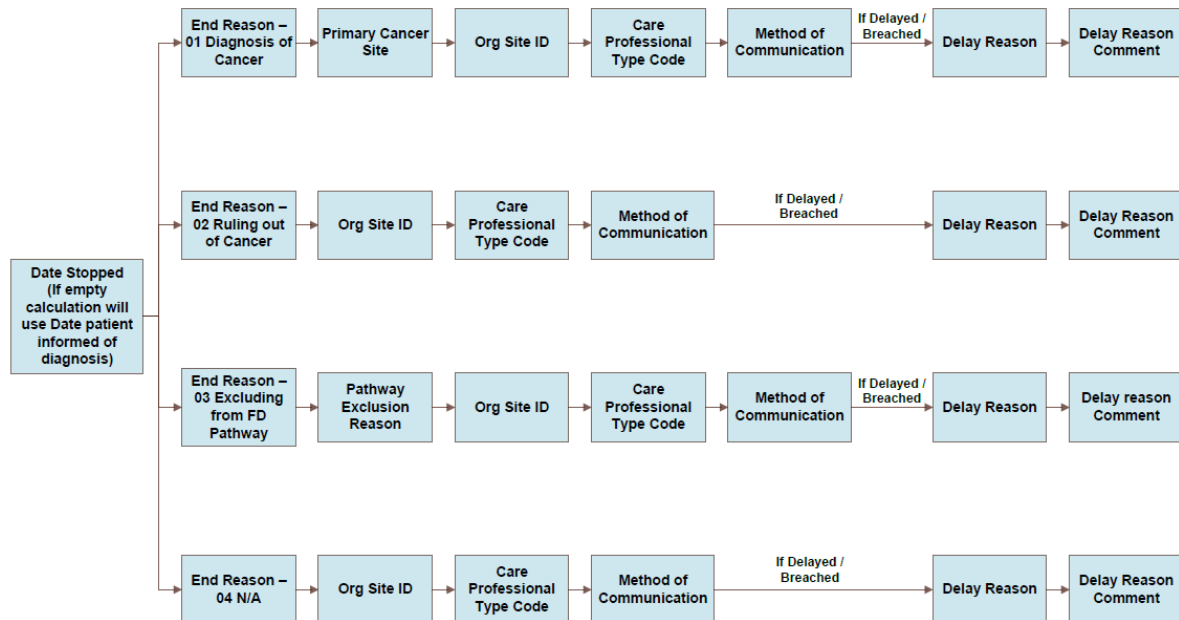 End Reason –
01 Diagnosis of
Cancer
Primary Cancer
Site
Org Site ID
Care
Professional
Type Code
Method of
Communication
If Delayed /
Breached
Delay Reason
Delay Reason
Comment
End Reason –
02 Ruling out
of Cancer
Org Site ID
Care
Professional
Type Code
Method of
Communication
If Delayed /
Breached
Delay Reason
Delay Reason
Comment
Date Stopped
(If empty
calculation will
use Date patient
informed of
diagnosis)
End Reason –
03 Excluding
from FD
Pathway
Pathway
Exclusion
Reason
Org Site ID
Care
Professional
Type Code
Method of
Communication
If Delayed /
Breached
Delay Reason
Delay reason
Comment
End Reason –
04 N/A
Org Site ID
Care
Professional
Type Code
Method of
Communication
If Delayed /
Breached
Delay Reason
Delay Reason
Comment